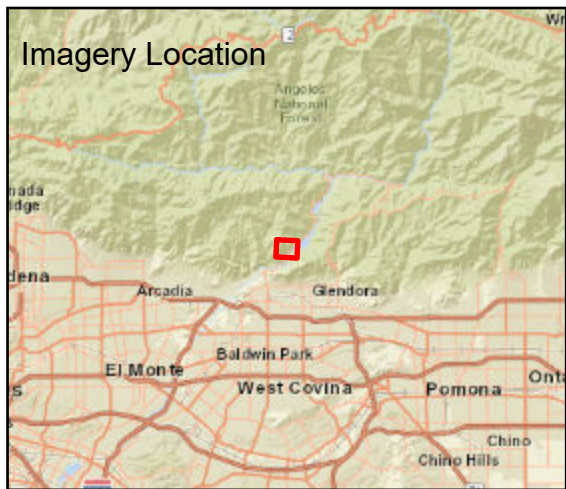 Imagery Location
Angeles
National
Forest
Arcadia
Glendora
El Monte
Baldwin Park
West Covina
Pomona
Chino
Chino Hills